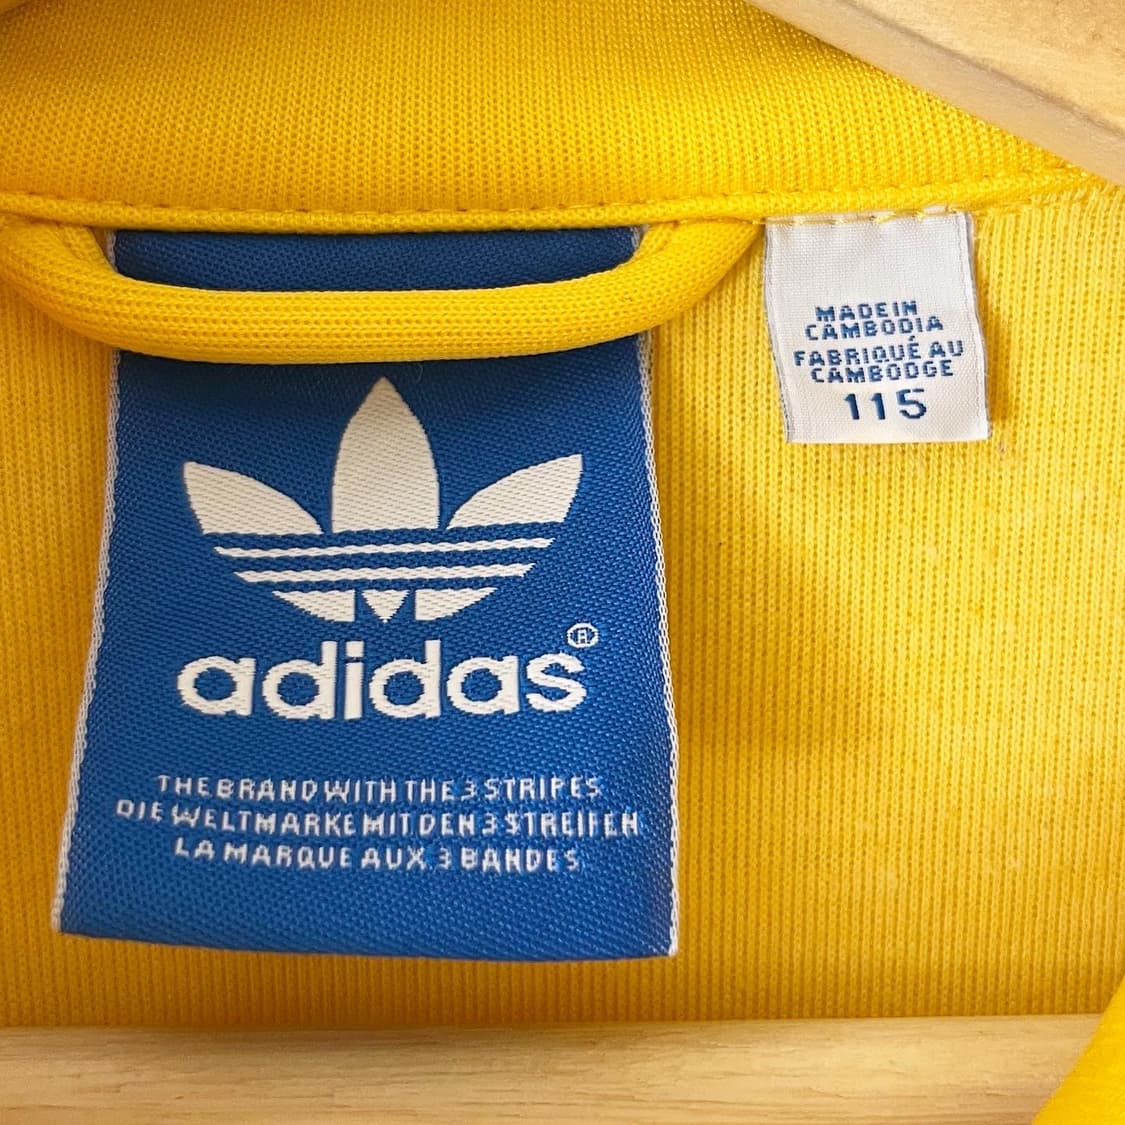 adidas®
THE BRAND WITH THE 3 STRIPES
DIE WELTMARKE MIT DEN 3 STREIFEN
LA MARQUE AUX 3 BANDES
MADE IN
CAMBODIA
FABRIQUÉ AU
CAMBODGE
115